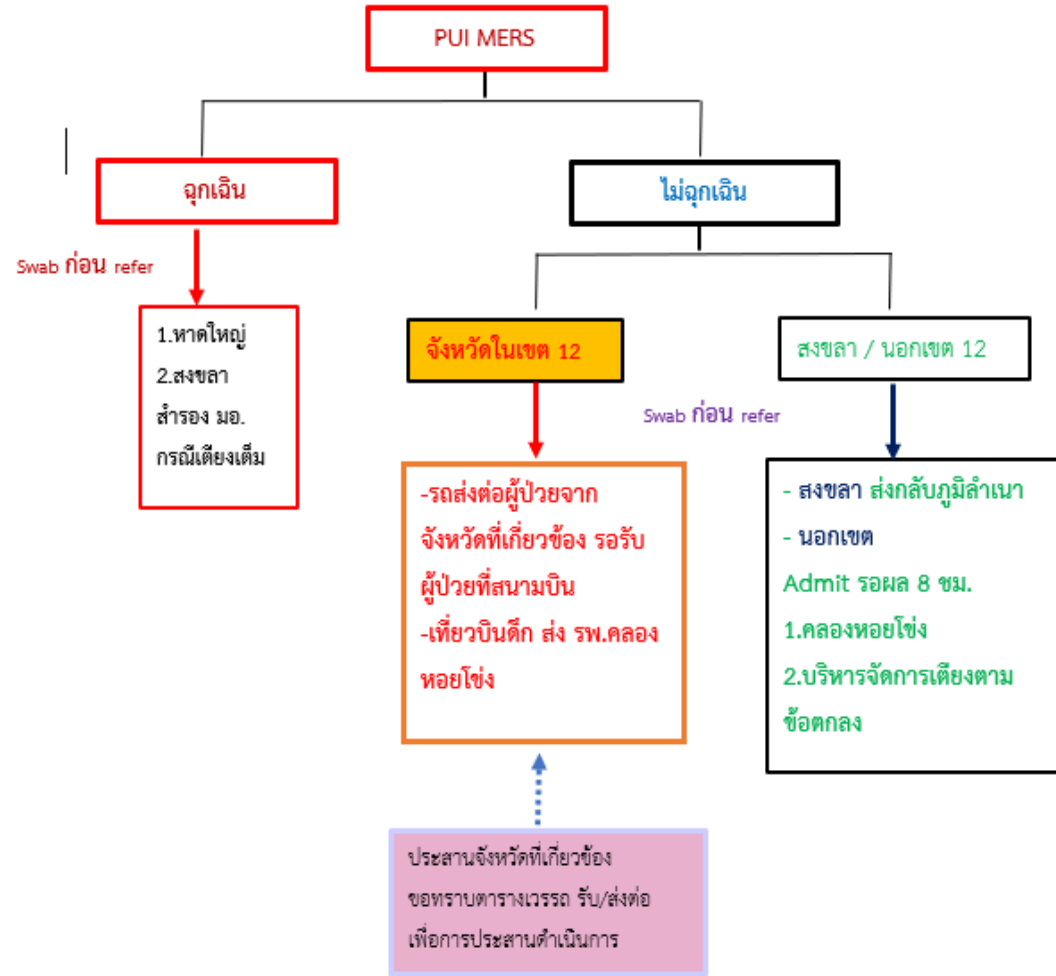 PUI MERS
ฉุกเฉิน
ไม่ฉุกเฉิน
Swab ก่อน refer
1.หาดใหญ่
2.สงขลา
สำรอง มอ.
กรณีเตียงเต็ม
จังหวัดในเขต 12
สงขลา / นอกเขต 12
Swab ก่อน refer
-รถส่งต่อผู้ป่วยจาก
จังหวัดที่เกี่ยวข้อง รอรับ
ผู้ป่วยที่สนามบิน
-เที่ยวบินดึก ส่ง รพ.คลอง
หอยโข่ง
- สงขลา ส่งกลับภูมิลำเนา
- นอกเขต
Admit รอผล 8 ชม.
1.คลองหอยโข่ง
2.บริหารจัดการเตียงตาม
ข้อตกลง
ประสานจังหวัดที่เกี่ยวข้อง
ขอทราบตารางเวรรถ รับ/ส่งต่อ
เพื่อการประสานดำเนินการ